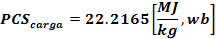 PCS_carga = 22.2165 [MJ/kg, wb]